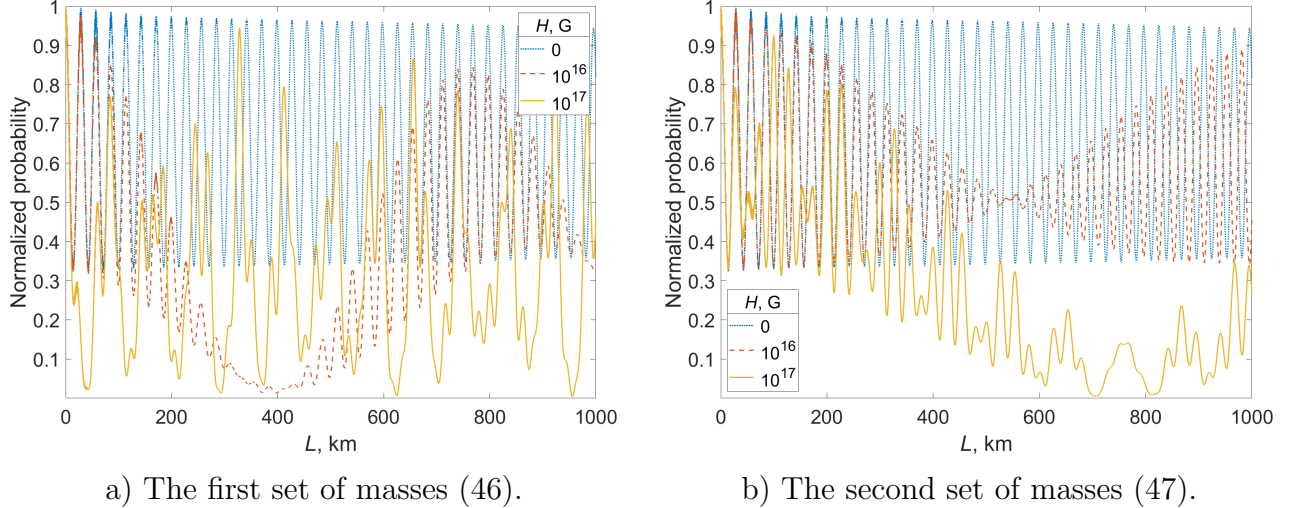 1
0.9
0.8
0.7
0.6
0.5
0.4
0.3
0.2
0.1
Normalized probability
0 200 400 600 800 1000
L, km
H, G
0
10^16
10^17
a) The first set of masses (46).
1
0.9
0.8
0.7
0.6
0.5
0.4
0.3
0.2
0.1
Normalized probability
0 200 400 600 800 1000
L, km
H, G
0
10^16
10^17
b) The second set of masses (47).